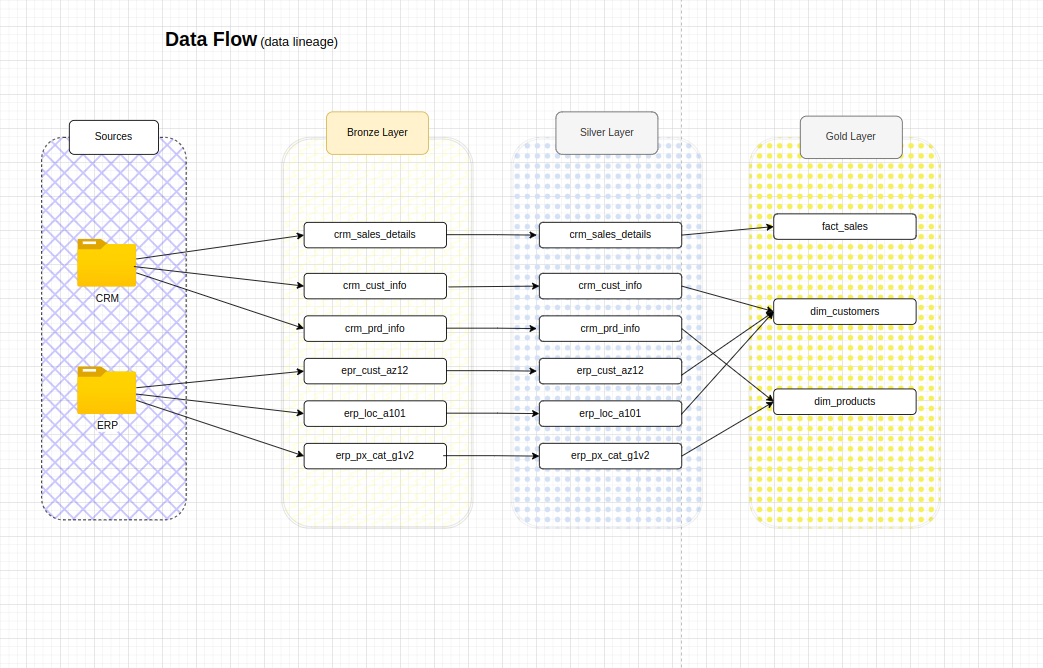 Data Flow (data lineage)
Sources
Bronze Layer
Silver Layer
Gold Layer
crm_sales_details
crm_sales_details
fact_sales
CRM
crm_cust_info
crm_cust_info
dim_customers
crm_prd_info
crm_prd_info
ERP
epr_cust_az12
erp_cust_az12
dim_products
erp_loc_a101
erp_loc_a101
erp_px_cat_g1v2
erp_px_cat_g1v2